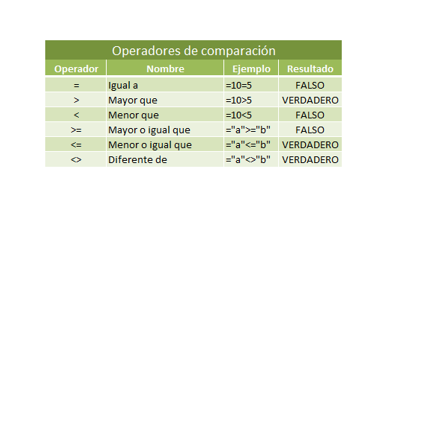 Operadores de comparación
Operador Nombre Ejemplo Resultado
= Igual a =10=5 FALSO
> Mayor que =10>5 VERDADERO
< Menor que =10<5 FALSO
>= Mayor o igual que ="a">="b" FALSO
<= Menor o igual que ="a"<="b" VERDADERO
<> Diferente de ="a"<>"b" VERDADERO